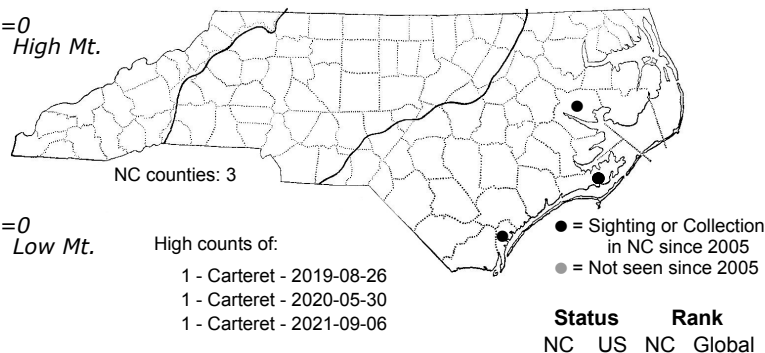 =0
High Mt.
NC counties: 3
=0
Low Mt.
High counts of:
1 - Carteret - 2019-08-26
1 - Carteret - 2020-05-30
1 - Carteret - 2021-09-06
= Sighting or Collection
in NC since 2005
= Not seen since 2005
Status Rank
NC US NC Global